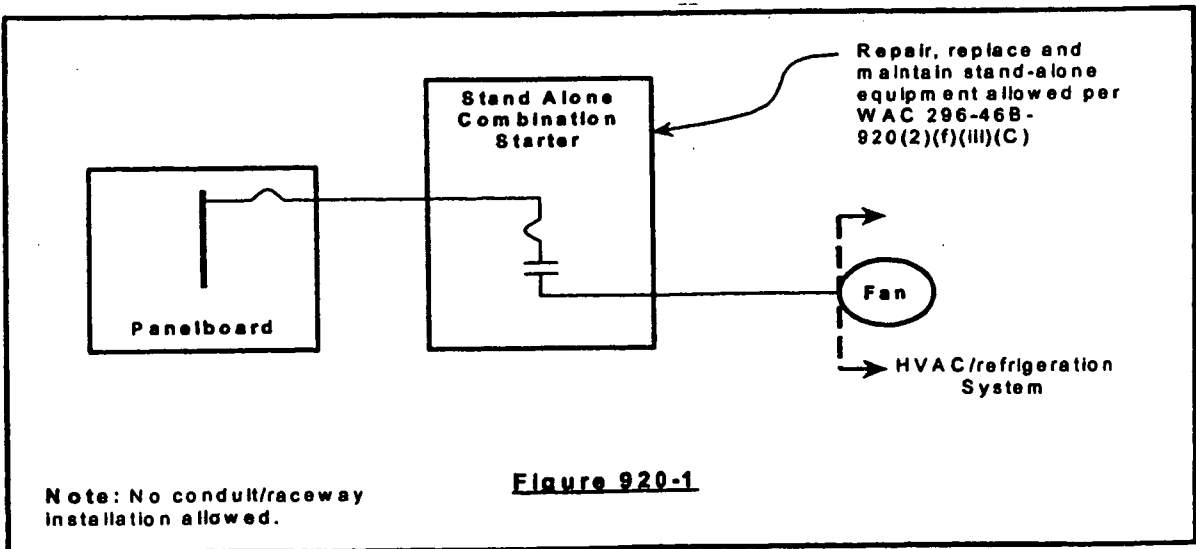 Stand Alone
Combination
Starter
Repair, replace and
maintain stand-alone
equipment allowed per
WAC 296-46B-
920(2)(f)(iii)(C)
Panelboard
Fan
HVAC/refrigeration
System
Figure 920-1
Note: No conduit/raceway
installation allowed.